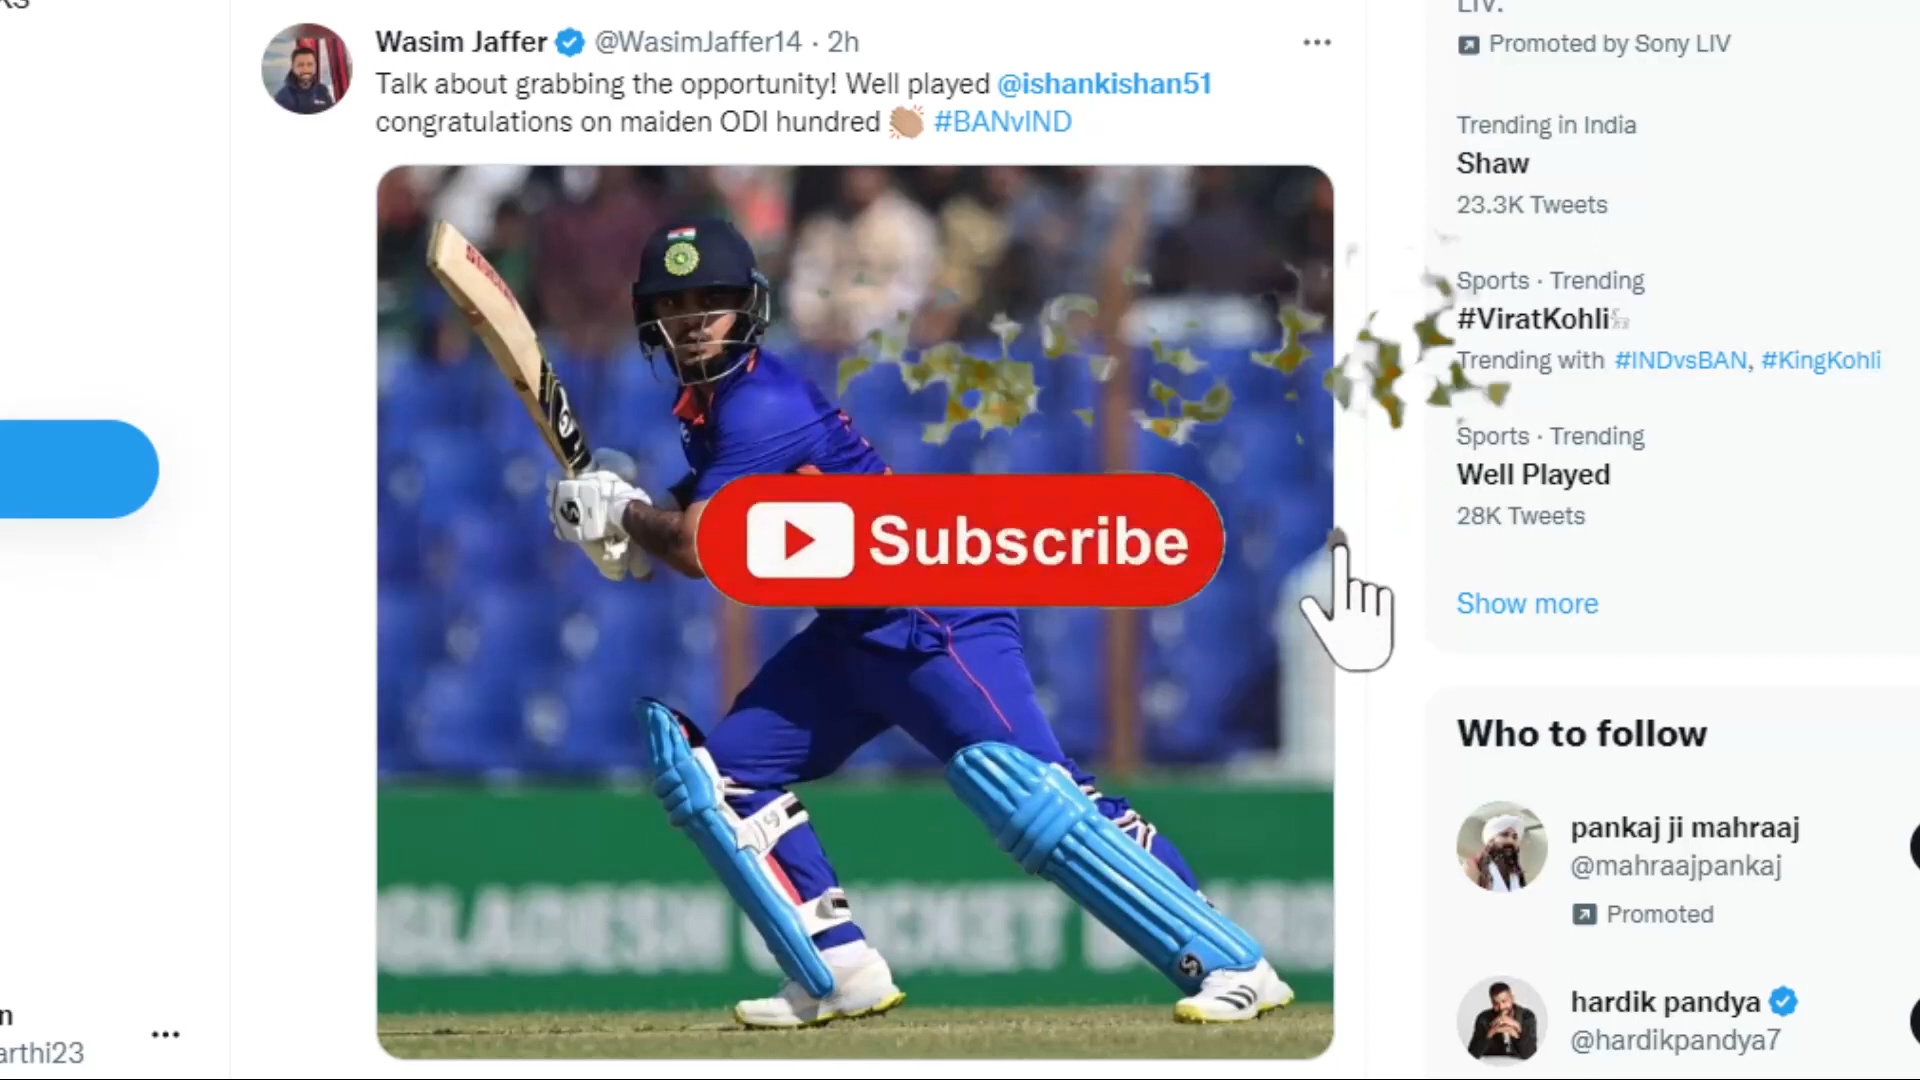 Wasim Jaffer @WasimJaffer14 · 2h
Talk about grabbing the opportunity! Well played @ishankishan51
congratulations on maiden ODI hundred 👏🏼 #BANvIND
Subscribe
GLADESH CRICKET
n
arthi23
LIV.
Promoted by Sony LIV
Trending in India
Shaw
23.3K Tweets
Sports · Trending
#ViratKohli
Trending with #INDvsBAN, #KingKohli
Sports · Trending
Well Played
28K Tweets
Show more
Who to follow
pankaj ji mahraaj
@mahraajpankaj
Promoted
hardik pandya
@hardikpandya7